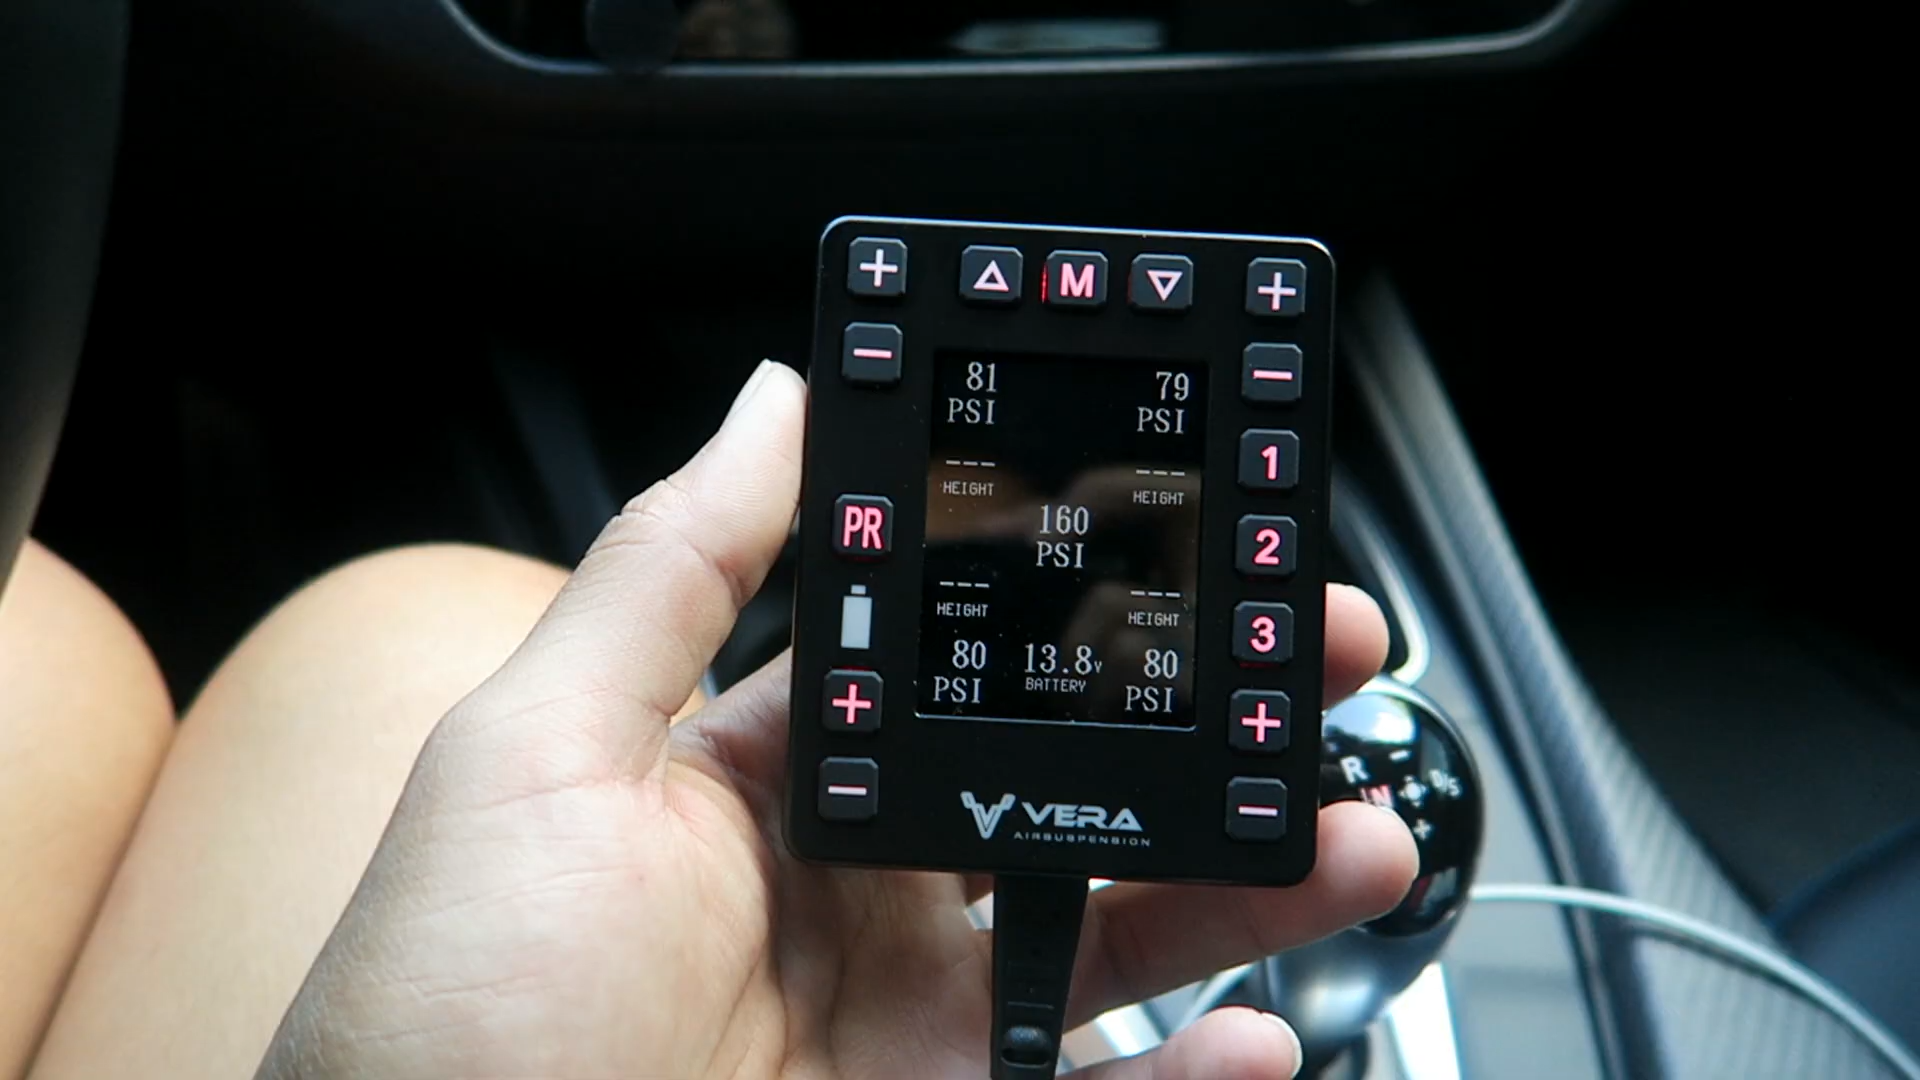 + M +
−
−
81 79
PSI PSI
--- ---
HEIGHT HEIGHT
1
160
PSI
PR
2
--- ---
HEIGHT HEIGHT
3
80 13.8V 80
PSI BATTERY PSI
+ +
− −
VERA
AIRSUSPENSION
R
N D/S
+